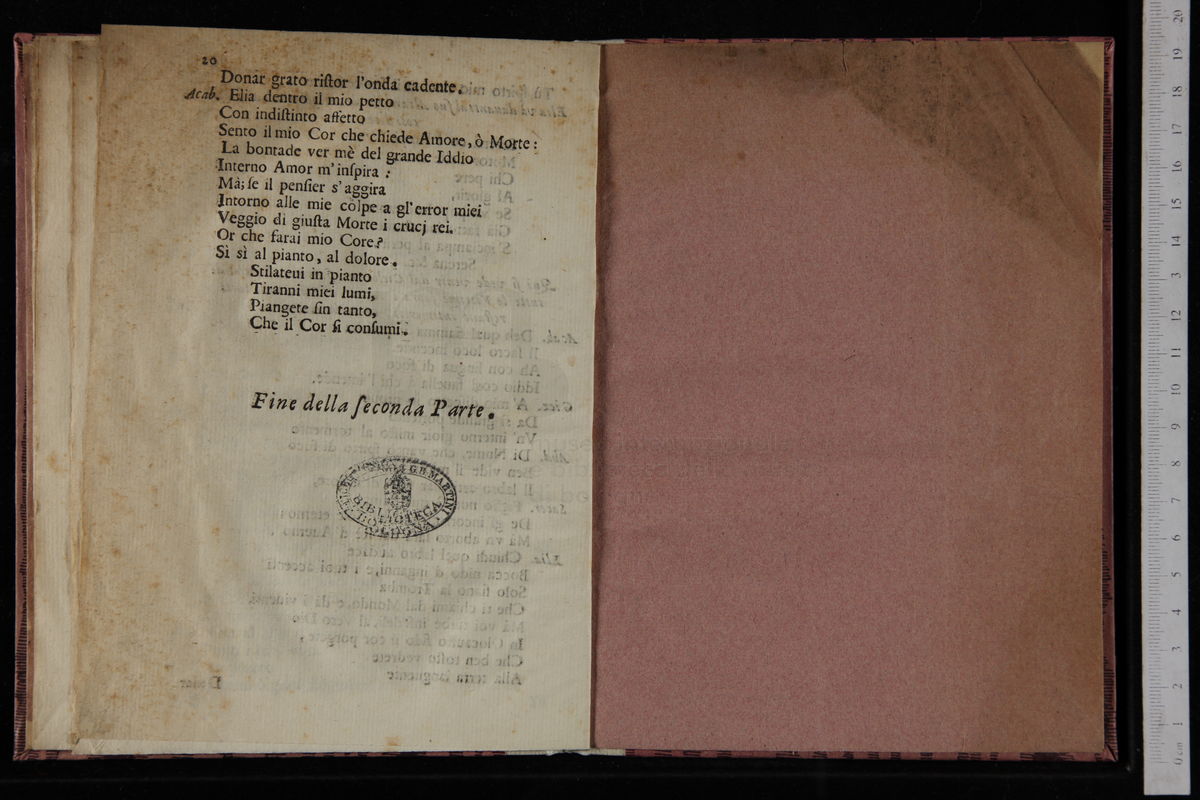 20
Donar grato riſtor l'onda cadente.
Acab. Elia dentro il mio petto
Con indiſtinto affetto
Sento il mio Cor che chiede Amore, ò Morte:
La bontade ver mè del grande Iddio
Interno Amor m'inſpira:
Mà; ſe il penſier s'aggira
Intorno alle mie colpe a gl'error miei
Veggio di giuſta Morte i crucj rei.
Or che farai mio Core?
Sì sì al pianto, al dolore.
Stilateui in pianto
Tiranni miei lumi,
Piangete ſin tanto,
Che il Cor ſi conſumi.
Fine della ſeconda Parte.
G.B. MARTINI
BIBLIOTECA
BOLOGNA